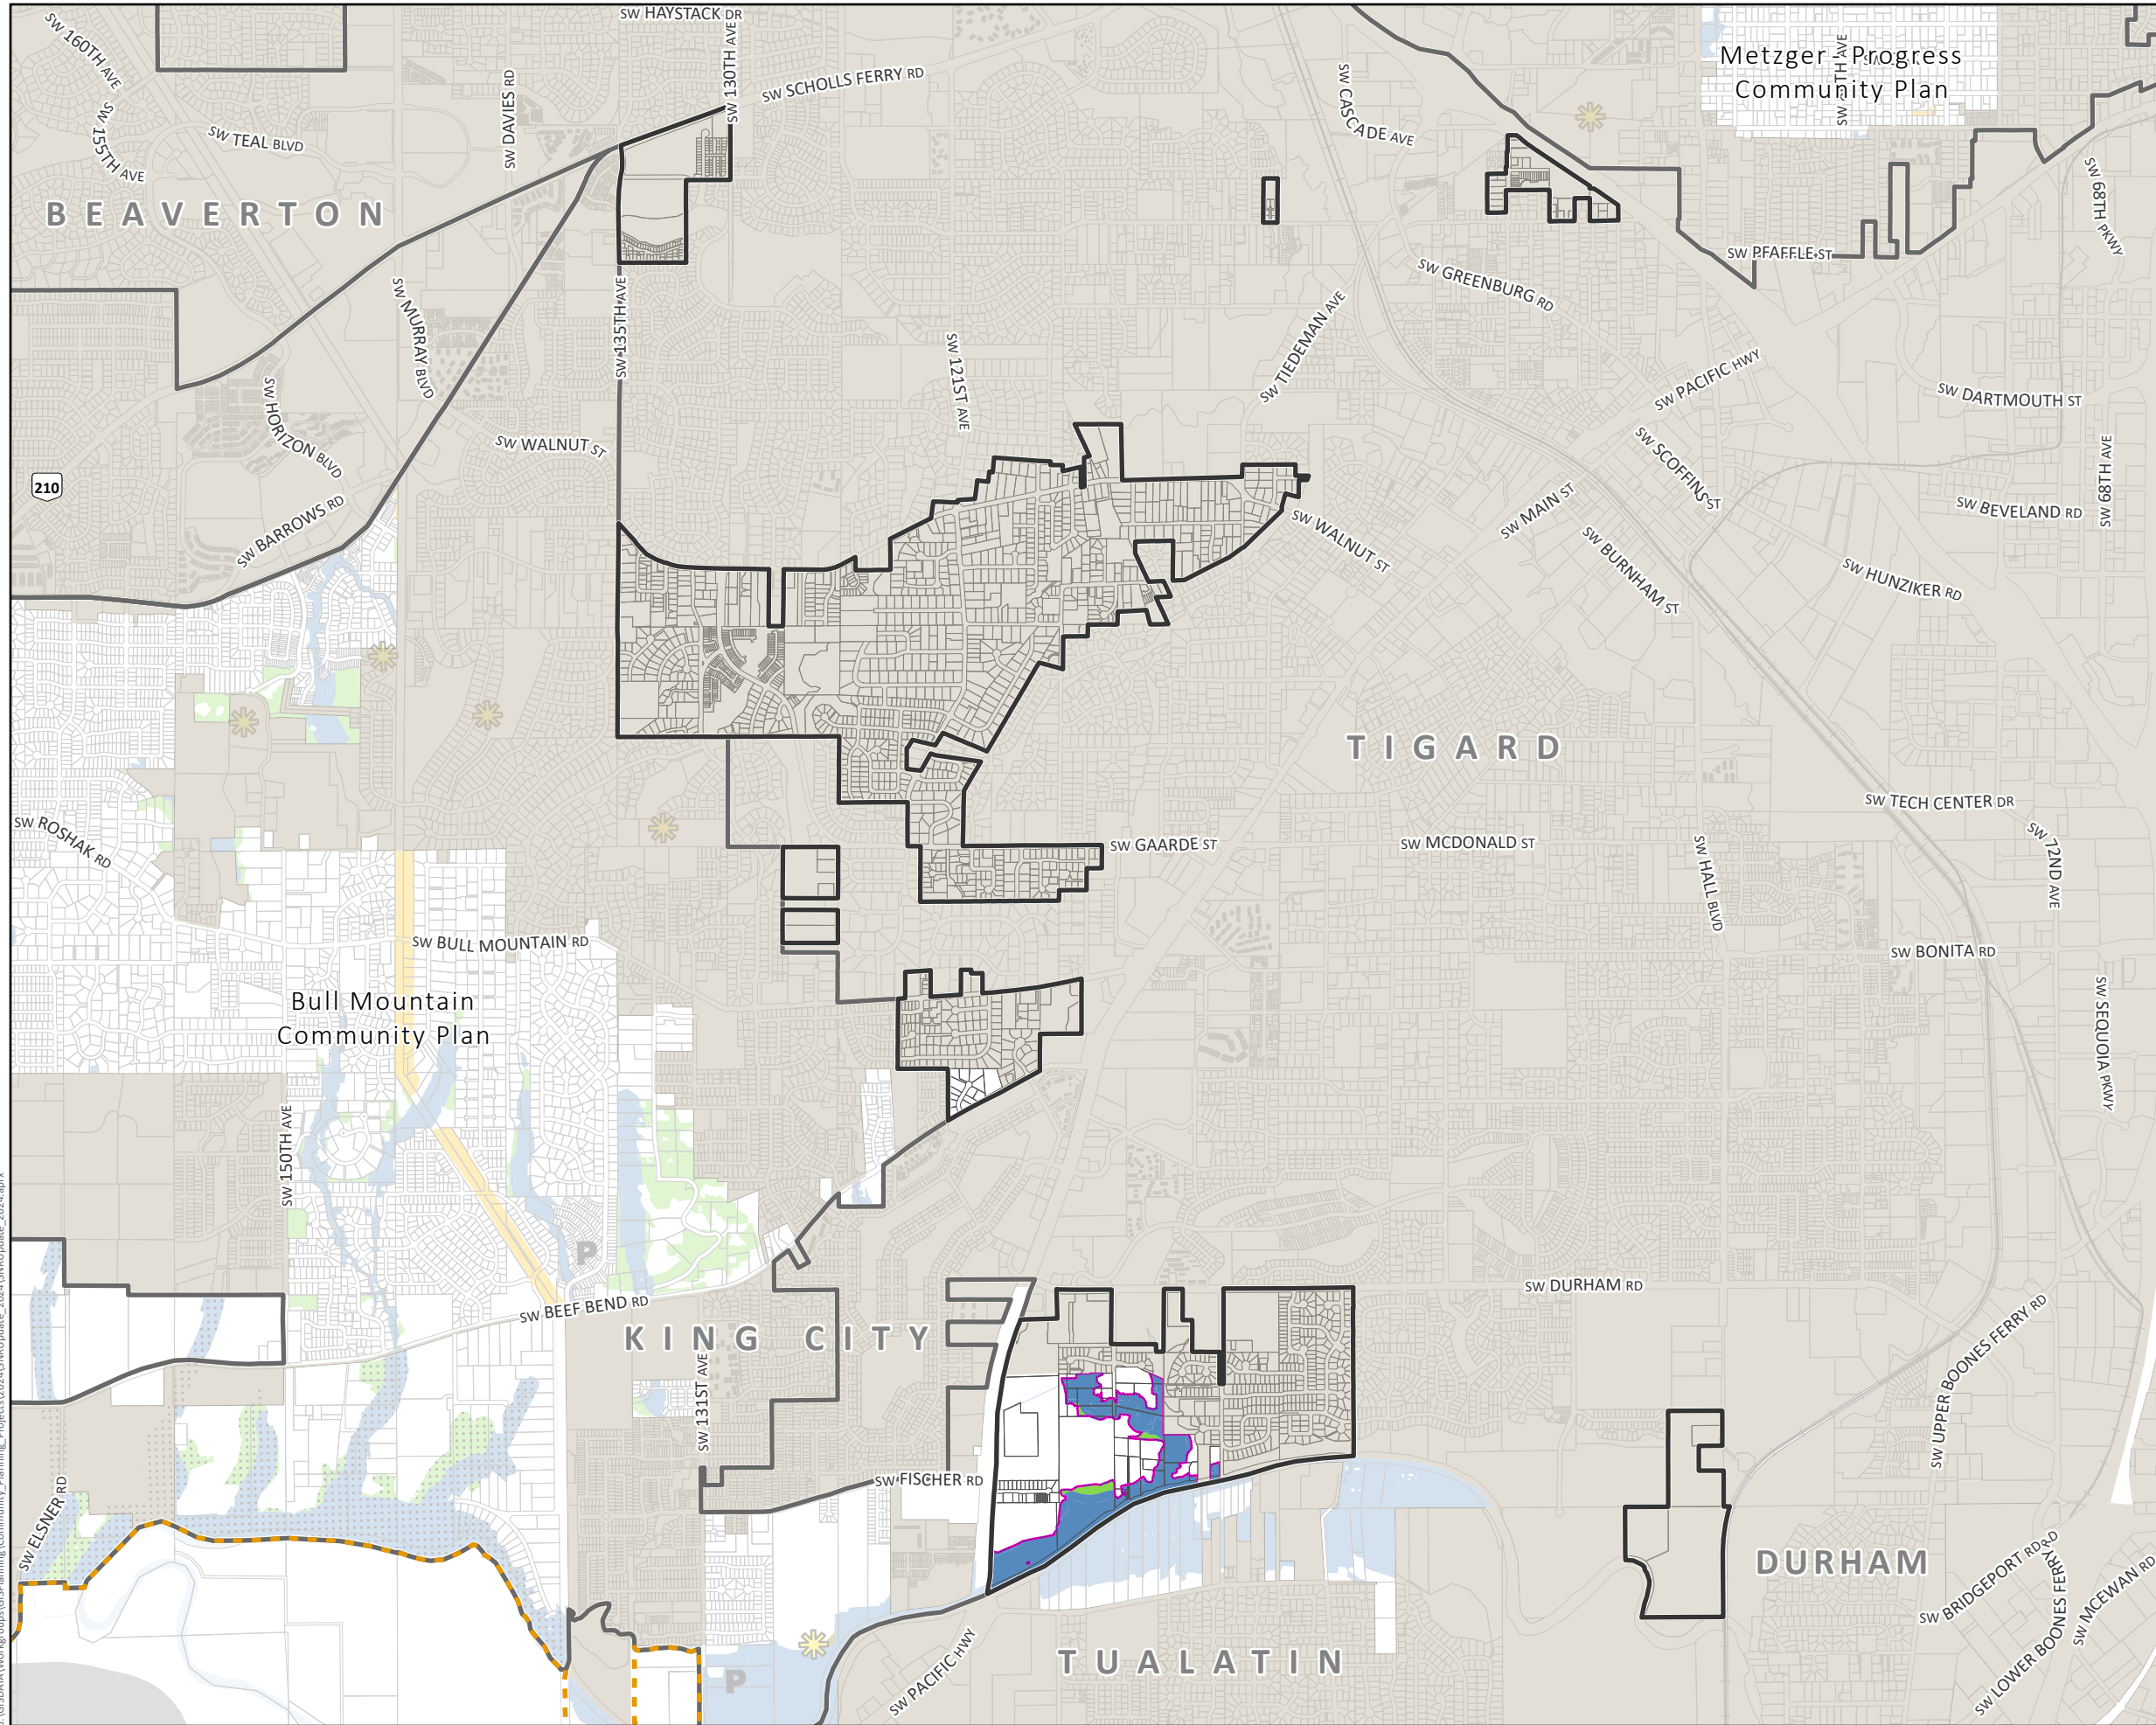 SW HAYSTACK DR
SW 160TH AVE
SW 130TH AVE
Metzger - Progress
Community Plan
SW SCHOLLS FERRY RD
SW DAVIES RD
SW CASCADE AVE
SW 155TH AVE
SW TEAL BLVD
BEAVERTON
SW 68TH PKWY
SW PFAFFLE ST
SW GREENBURG RD
SW MURRAY BLVD
SW 135TH AVE
SW TIEDEMAN AVE
SW 121ST AVE
SW PACIFIC HWY
SW DARTMOUTH ST
SW HORIZON BLVD
SW WALNUT ST
SW SCOFFINS ST
SW 68TH AVE
210
SW BARROWS RD
SW MAIN ST
SW BEVELAND RD
SW WALNUT ST
SW BURNHAM ST
SW HUNZIKER RD
TIGARD
SW TECH CENTER DR
SW ROSHAK RD
SW GAARDE ST
SW MCDONALD ST
SW HALL BLVD
SW 72ND AVE
SW BULL MOUNTAIN RD
SW BONITA RD
Bull Mountain
Community Plan
SW SEQUOIA PKWY
SW 150TH AVE
P
SW BEEF BEND RD
SW DURHAM RD
KING CITY
SW 131ST AVE
SW UPPER BOONES FERRY RD
SW FISCHER RD
SW ELSNER RD
DURHAM
SW BRIDGEPORT RD
SW LOWER BOONES FERRY RD
SW MCEWAN RD
TUALATIN
P
SW PACIFIC HWY